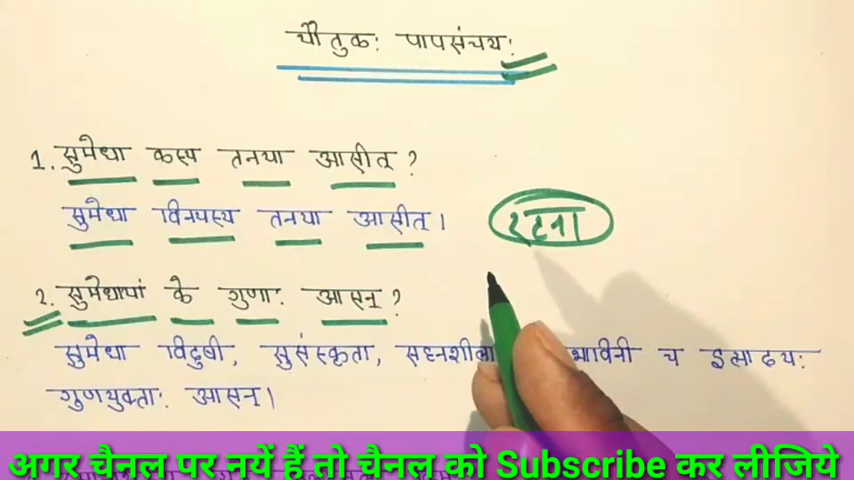 यौतुकः पापसंचयः
1. सुमेधा कस्य तनया आसीत् ?
सुमेधा विनयस्य तनया आसीत्।
रटना
2. सुमेधायां के गुणाः आसन् ?
सुमेधा विदुषी, सुसंस्कृता, सहनशीला भाविनी च इत्यादयः
गुणयुक्ताः आसन्।
अगर चैनल पर नयें हैं तो चैनल को Subscribe कर लीजिये